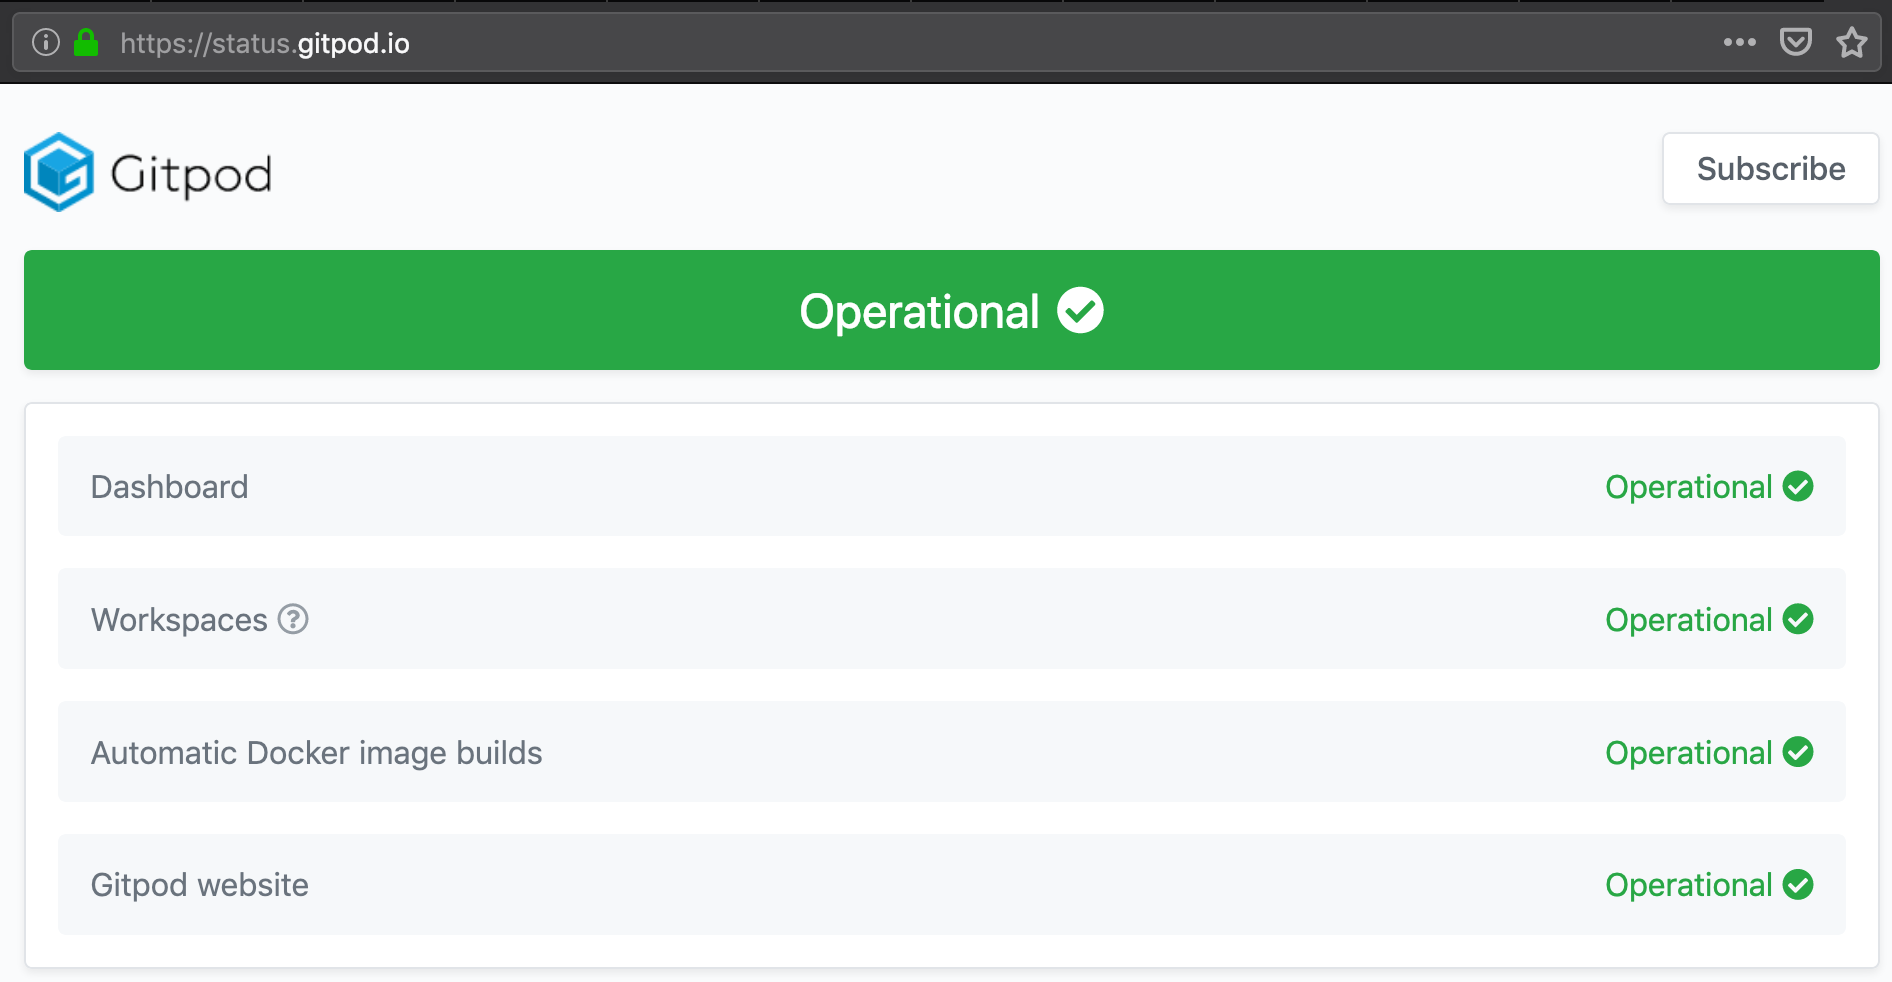 https://status.gitpod.io
Gitpod
Subscribe
Operational
Dashboard Operational
Workspaces Operational
Automatic Docker image builds Operational
Gitpod website Operational